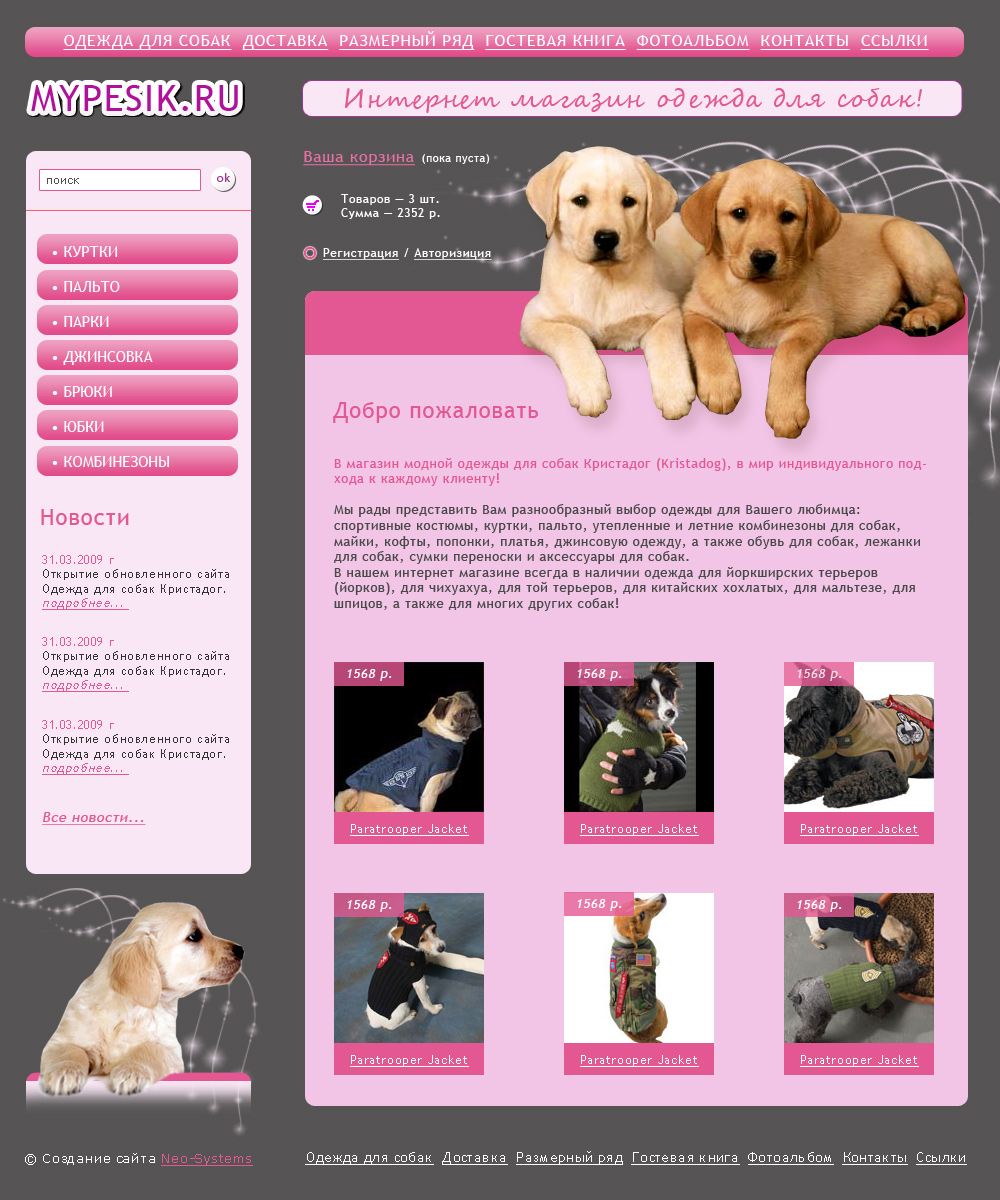 ОДЕЖДА ДЛЯ СОБАК ДОСТАВКА РАЗМЕРНЫЙ РЯД ГОСТЕВАЯ КНИГА ФОТОАЛЬБОМ КОНТАКТЫ ССЫЛКИ
MYPESIK.RU
Интернет магазин одежда для собак!
поиск ok
• КУРТКИ
• ПАЛЬТО
• ПАРКИ
• ДЖИНСОВКА
• БРЮКИ
• ЮБКИ
• КОМБИНЕЗОНЫ
Новости
31.03.2009 г
Открытие обновленного сайта
Одежда для собак Кристадог.
подробнее...
31.03.2009 г
Открытие обновленного сайта
Одежда для собак Кристадог.
подробнее...
31.03.2009 г
Открытие обновленного сайта
Одежда для собак Кристадог.
подробнее...
Все новости...
Ваша корзина (пока пуста)
Товаров — 3 шт.
Сумма — 2352 р.
Регистрация / Авторизиция
Добро пожаловать
В магазин модной одежды для собак Кристадог (Kristadog), в мир индивидуального под-
хода к каждому клиенту!
Мы рады представить Вам разнообразный выбор одежды для Вашего любимца:
спортивные костюмы, куртки, пальто, утепленные и летние комбинезоны для собак,
майки, кофты, попонки, платья, джинсовую одежду, а также обувь для собак, лежанки
для собак, сумки переноски и аксессуары для собак.
В нашем интернет магазине всегда в наличии одежда для йоркширских терьеров
(йорков), для чихуахуа, для той терьеров, для китайских хохлатых, для мальтезе, для
шпицов, а также для многих других собак!
1568 р. 1568 р. 1568 р.
Paratrooper Jacket Paratrooper Jacket Paratrooper Jacket
1568 р. 1568 р. 1568 р.
Paratrooper Jacket Paratrooper Jacket Paratrooper Jacket
© Создание сайта Neo-Systems
Одежда для собак Доставка Размерный ряд Гостевая книга Фотоальбом Контакты Ссылки